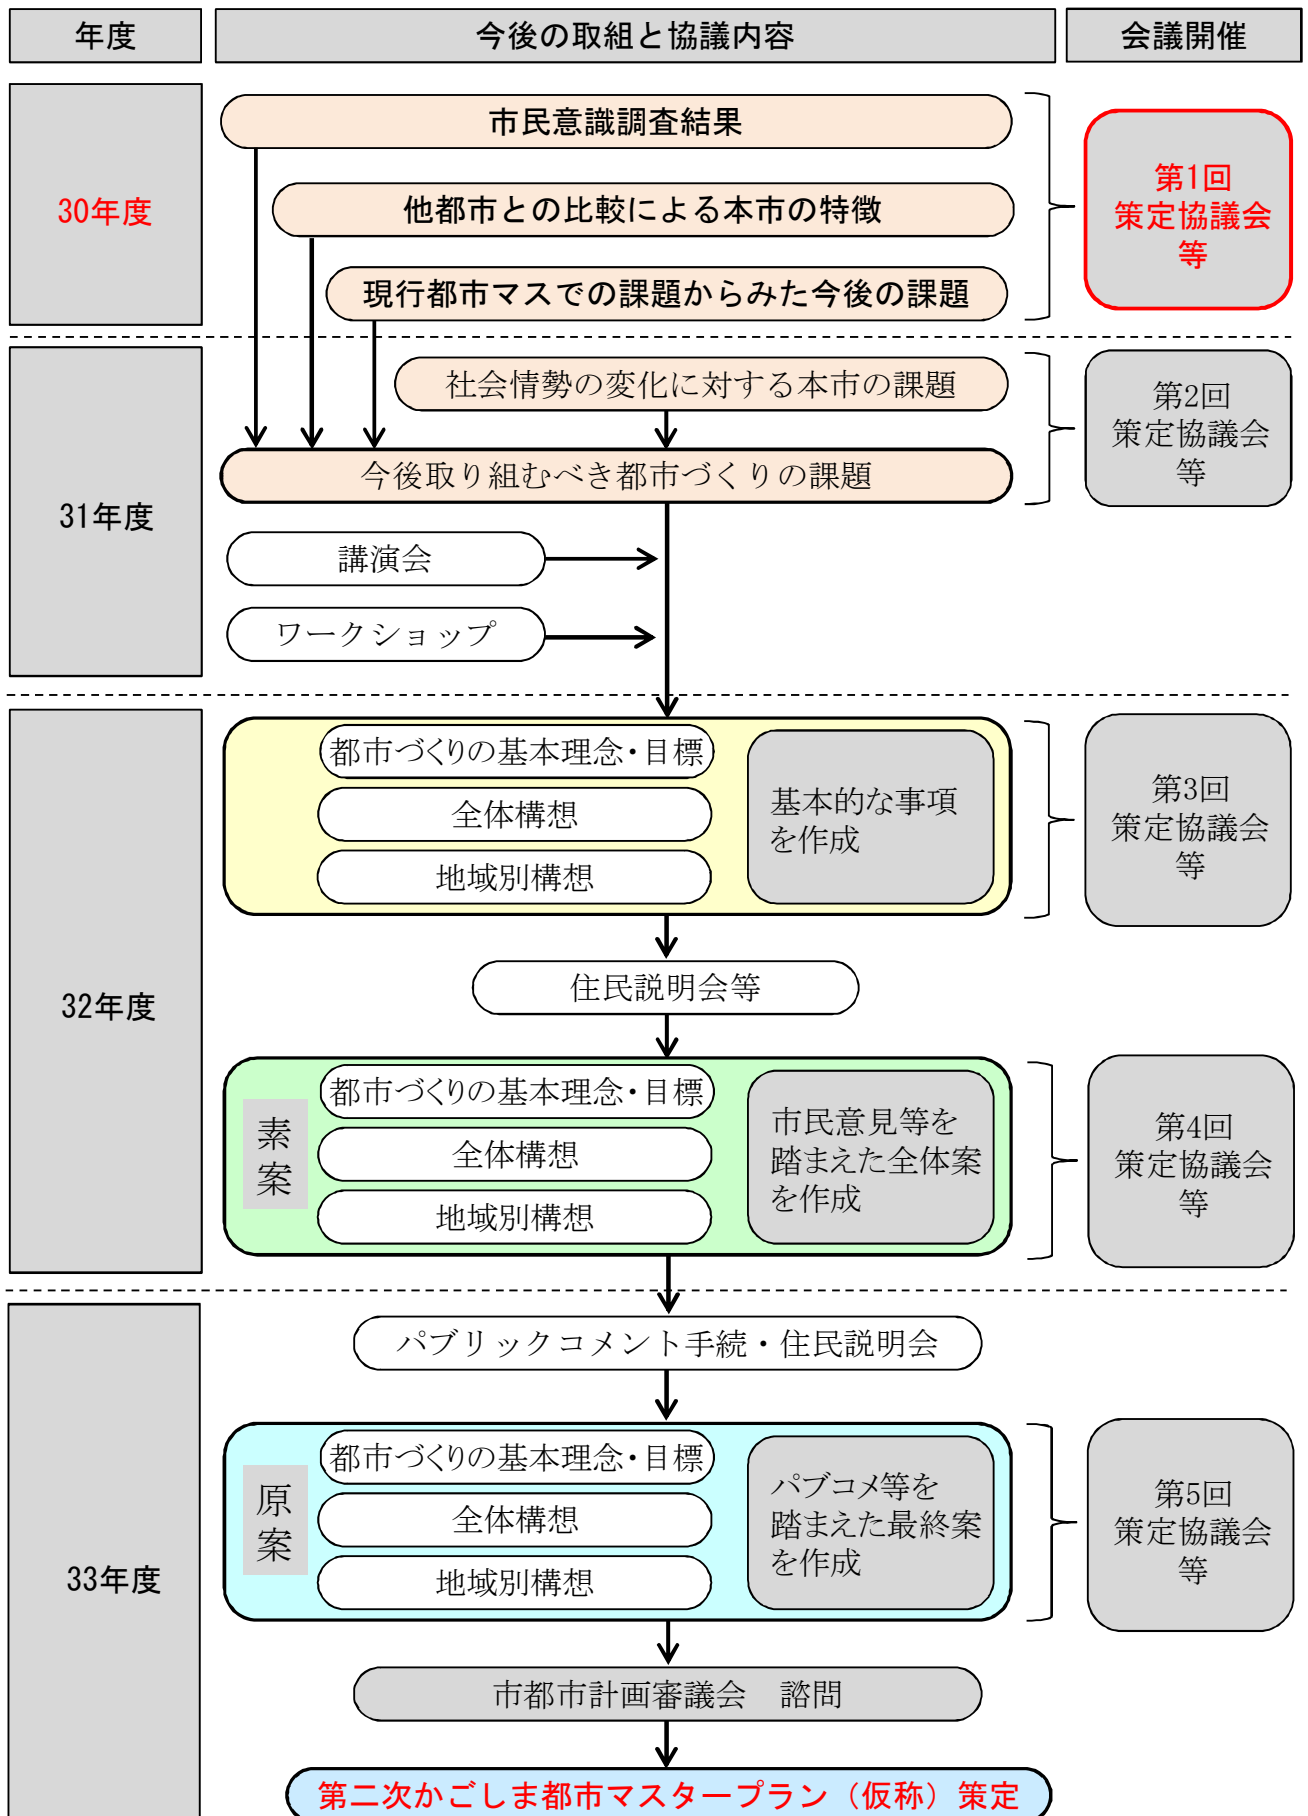 年度
今後の取組と協議内容
会議開催
30年度
市民意識調査結果
他都市との比較による本市の特徴
現行都市マスでの課題からみた今後の課題
第1回
策定協議会
等
31年度
社会情勢の変化に対する本市の課題
今後取り組むべき都市づくりの課題
講演会
ワークショップ
第2回
策定協議会
等
32年度
都市づくりの基本理念・目標
全体構想
地域別構想
基本的な事項
を作成
第3回
策定協議会
等
住民説明会等
素
案
都市づくりの基本理念・目標
全体構想
地域別構想
市民意見等を
踏まえた全体案
を作成
第4回
策定協議会
等
33年度
パブリックコメント手続・住民説明会
原
案
都市づくりの基本理念・目標
全体構想
地域別構想
パブコメ等を
踏まえた最終案
を作成
第5回
策定協議会
等
市都市計画審議会　諮問
第二次かごしま都市マスタープラン（仮称）策定